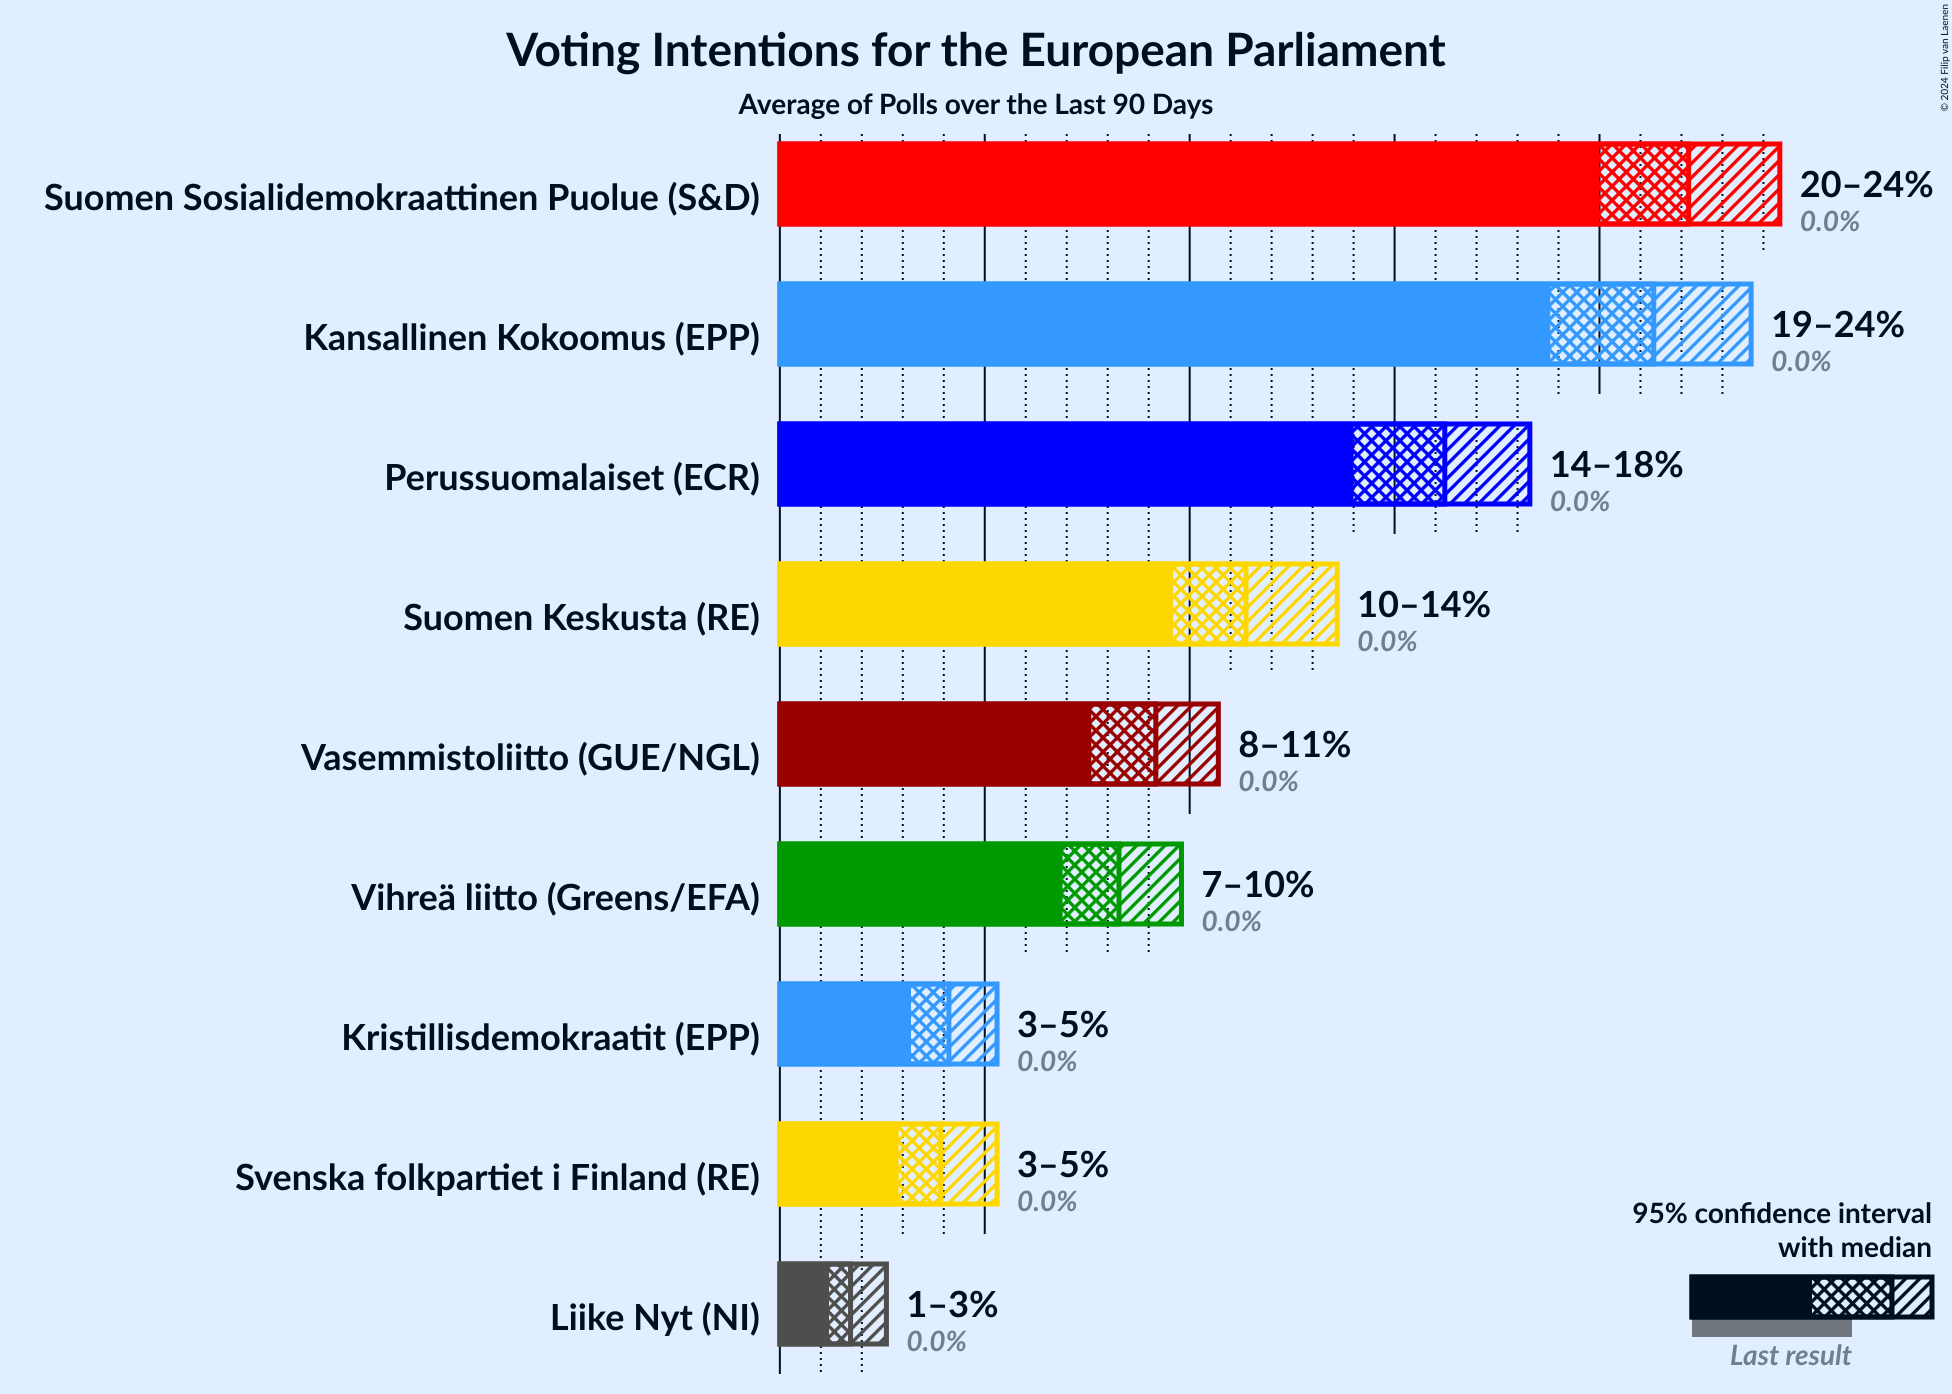 Voting Intentions for the European Parliament
Average of Polls over the Last 90 Days
© 2024 Filip van Laenen
Suomen Sosialidemokraattinen Puolue (S&D)
20–24%
0.0%
Kansallinen Kokoomus (EPP)
19–24%
0.0%
Perussuomalaiset (ECR)
14–18%
0.0%
Suomen Keskusta (RE)
10–14%
0.0%
Vasemmistoliitto (GUE/NGL)
8–11%
0.0%
Vihreä liitto (Greens/EFA)
7–10%
0.0%
Kristillisdemokraatit (EPP)
3–5%
0.0%
Svenska folkpartiet i Finland (RE)
3–5%
0.0%
Liike Nyt (NI)
1–3%
0.0%
95% confidence interval
with median
Last result